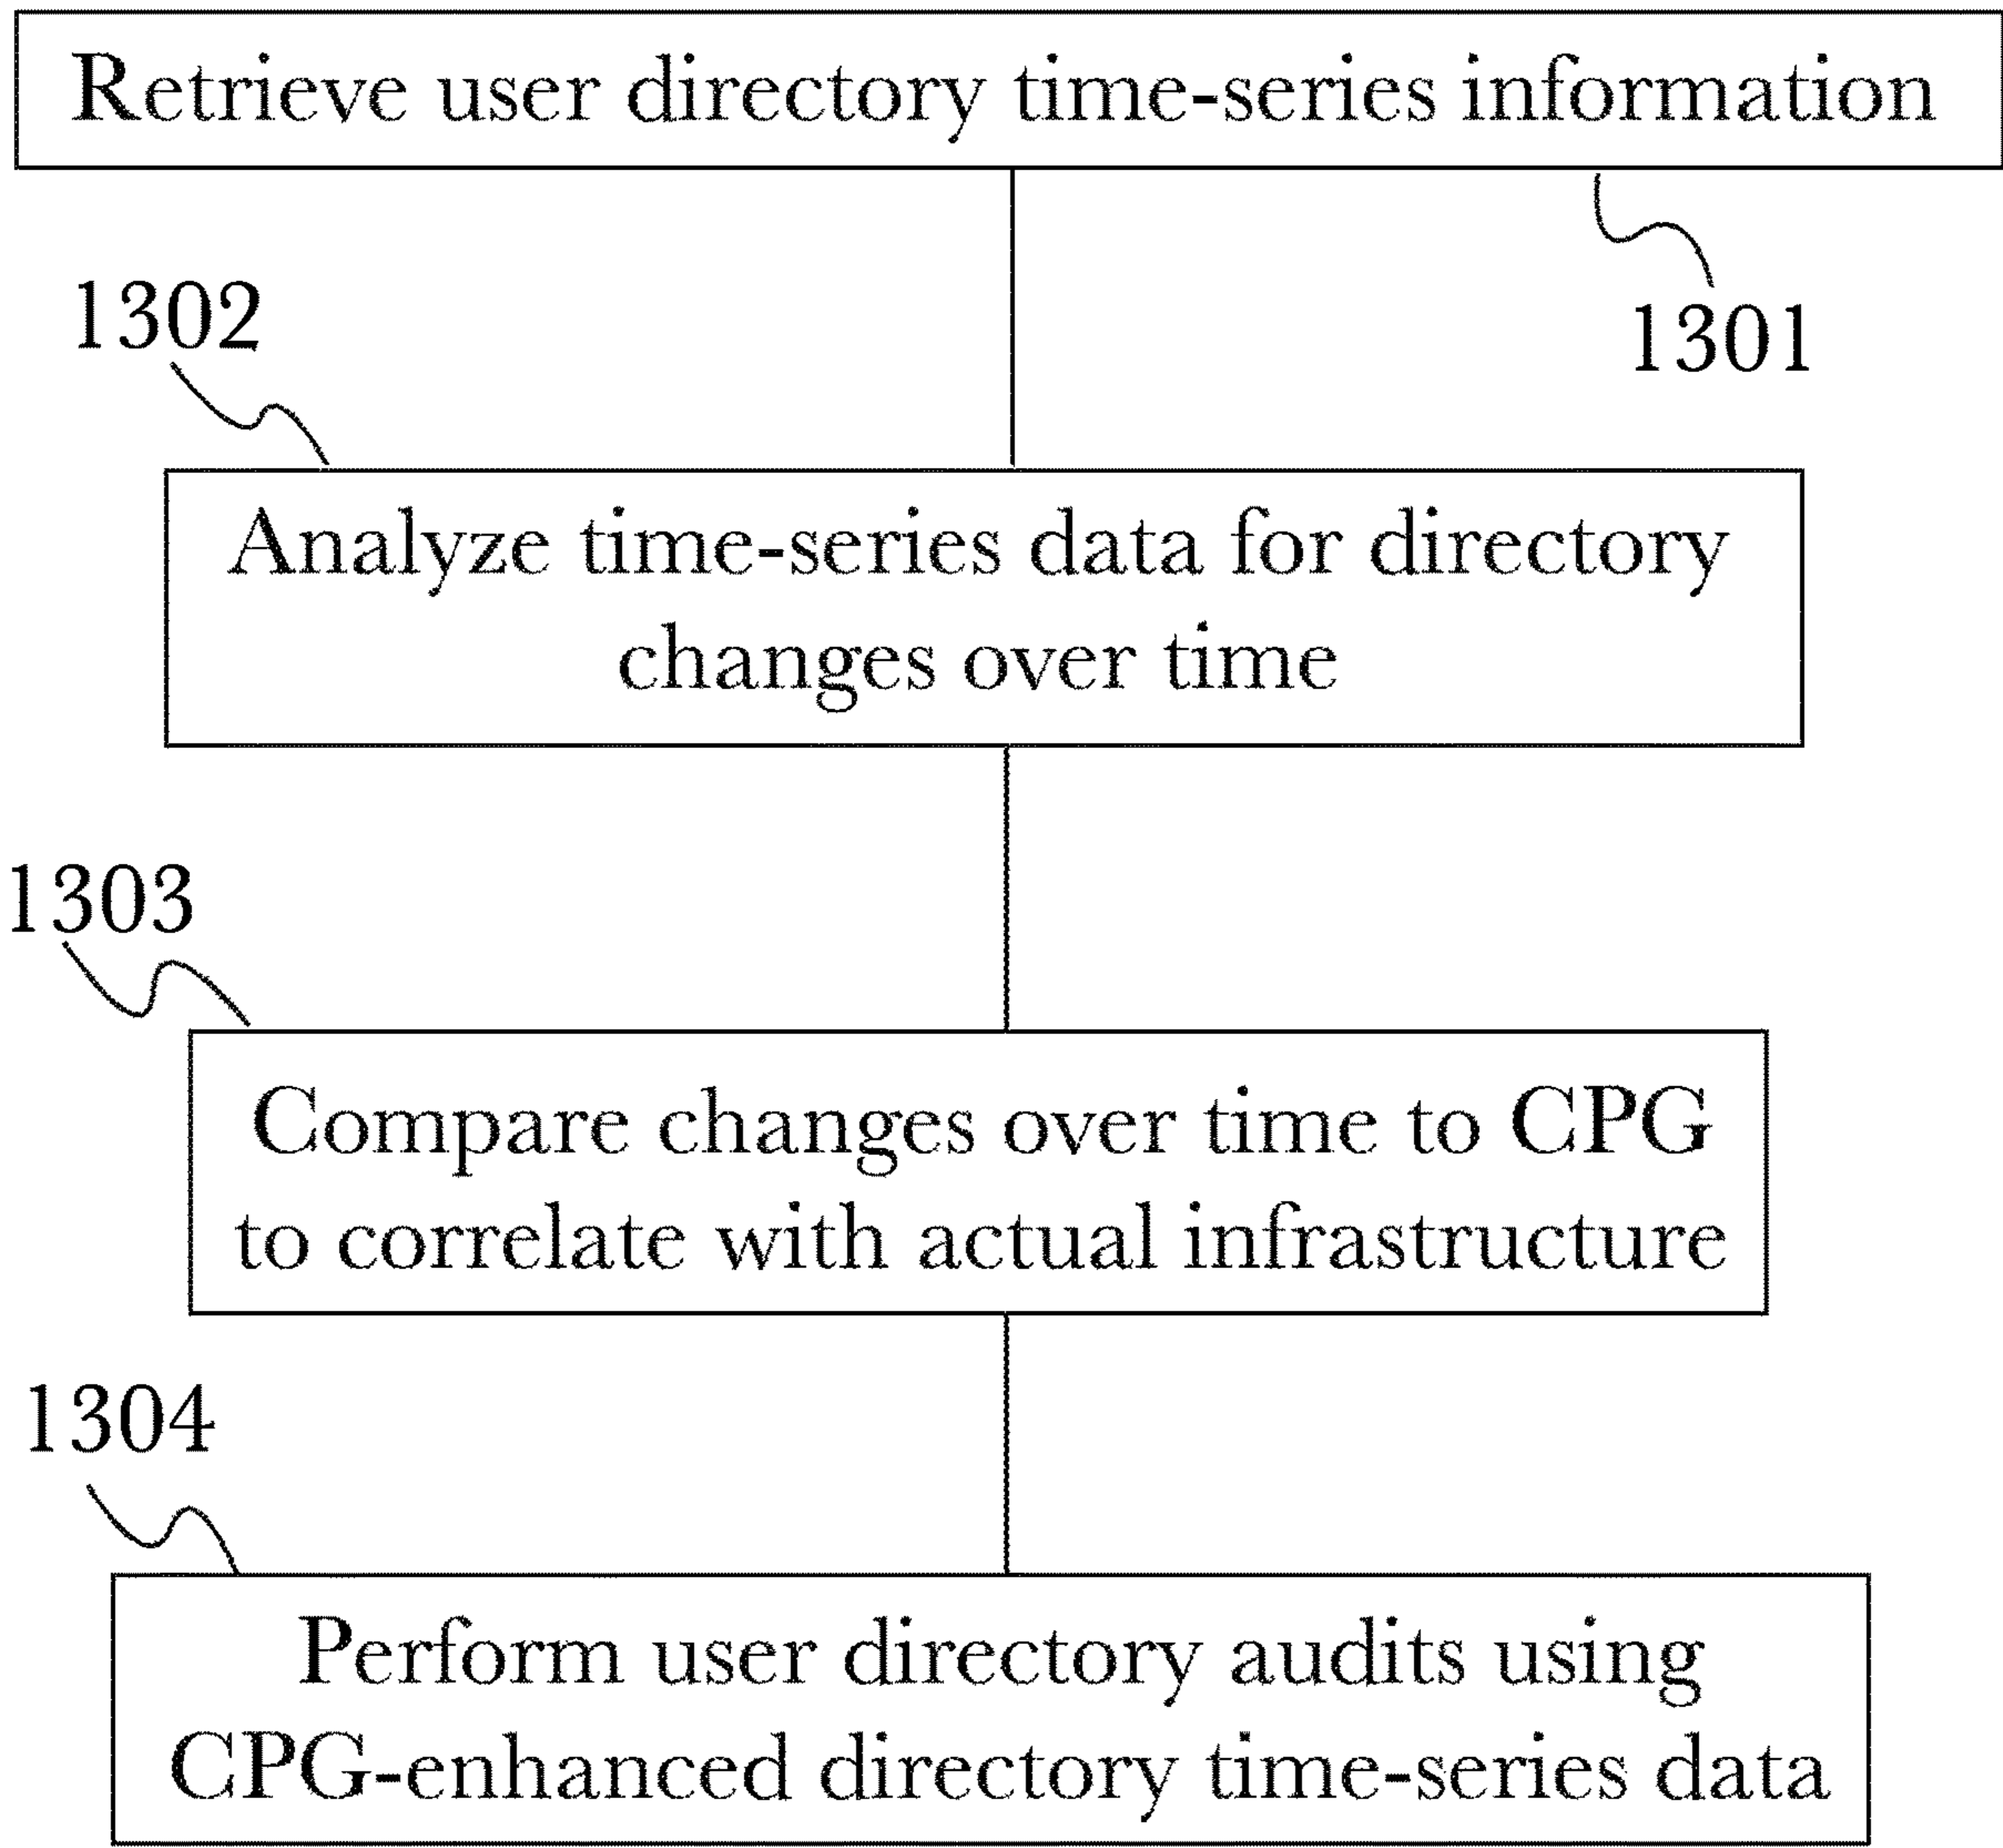 Retrieve user directory time-series information
1301
1302
Analyze time-series data for directory
changes over time
1303
Compare changes over time to CPG
to correlate with actual infrastructure
1304
Perform user directory audits using
CPG-enhanced directory time-series data